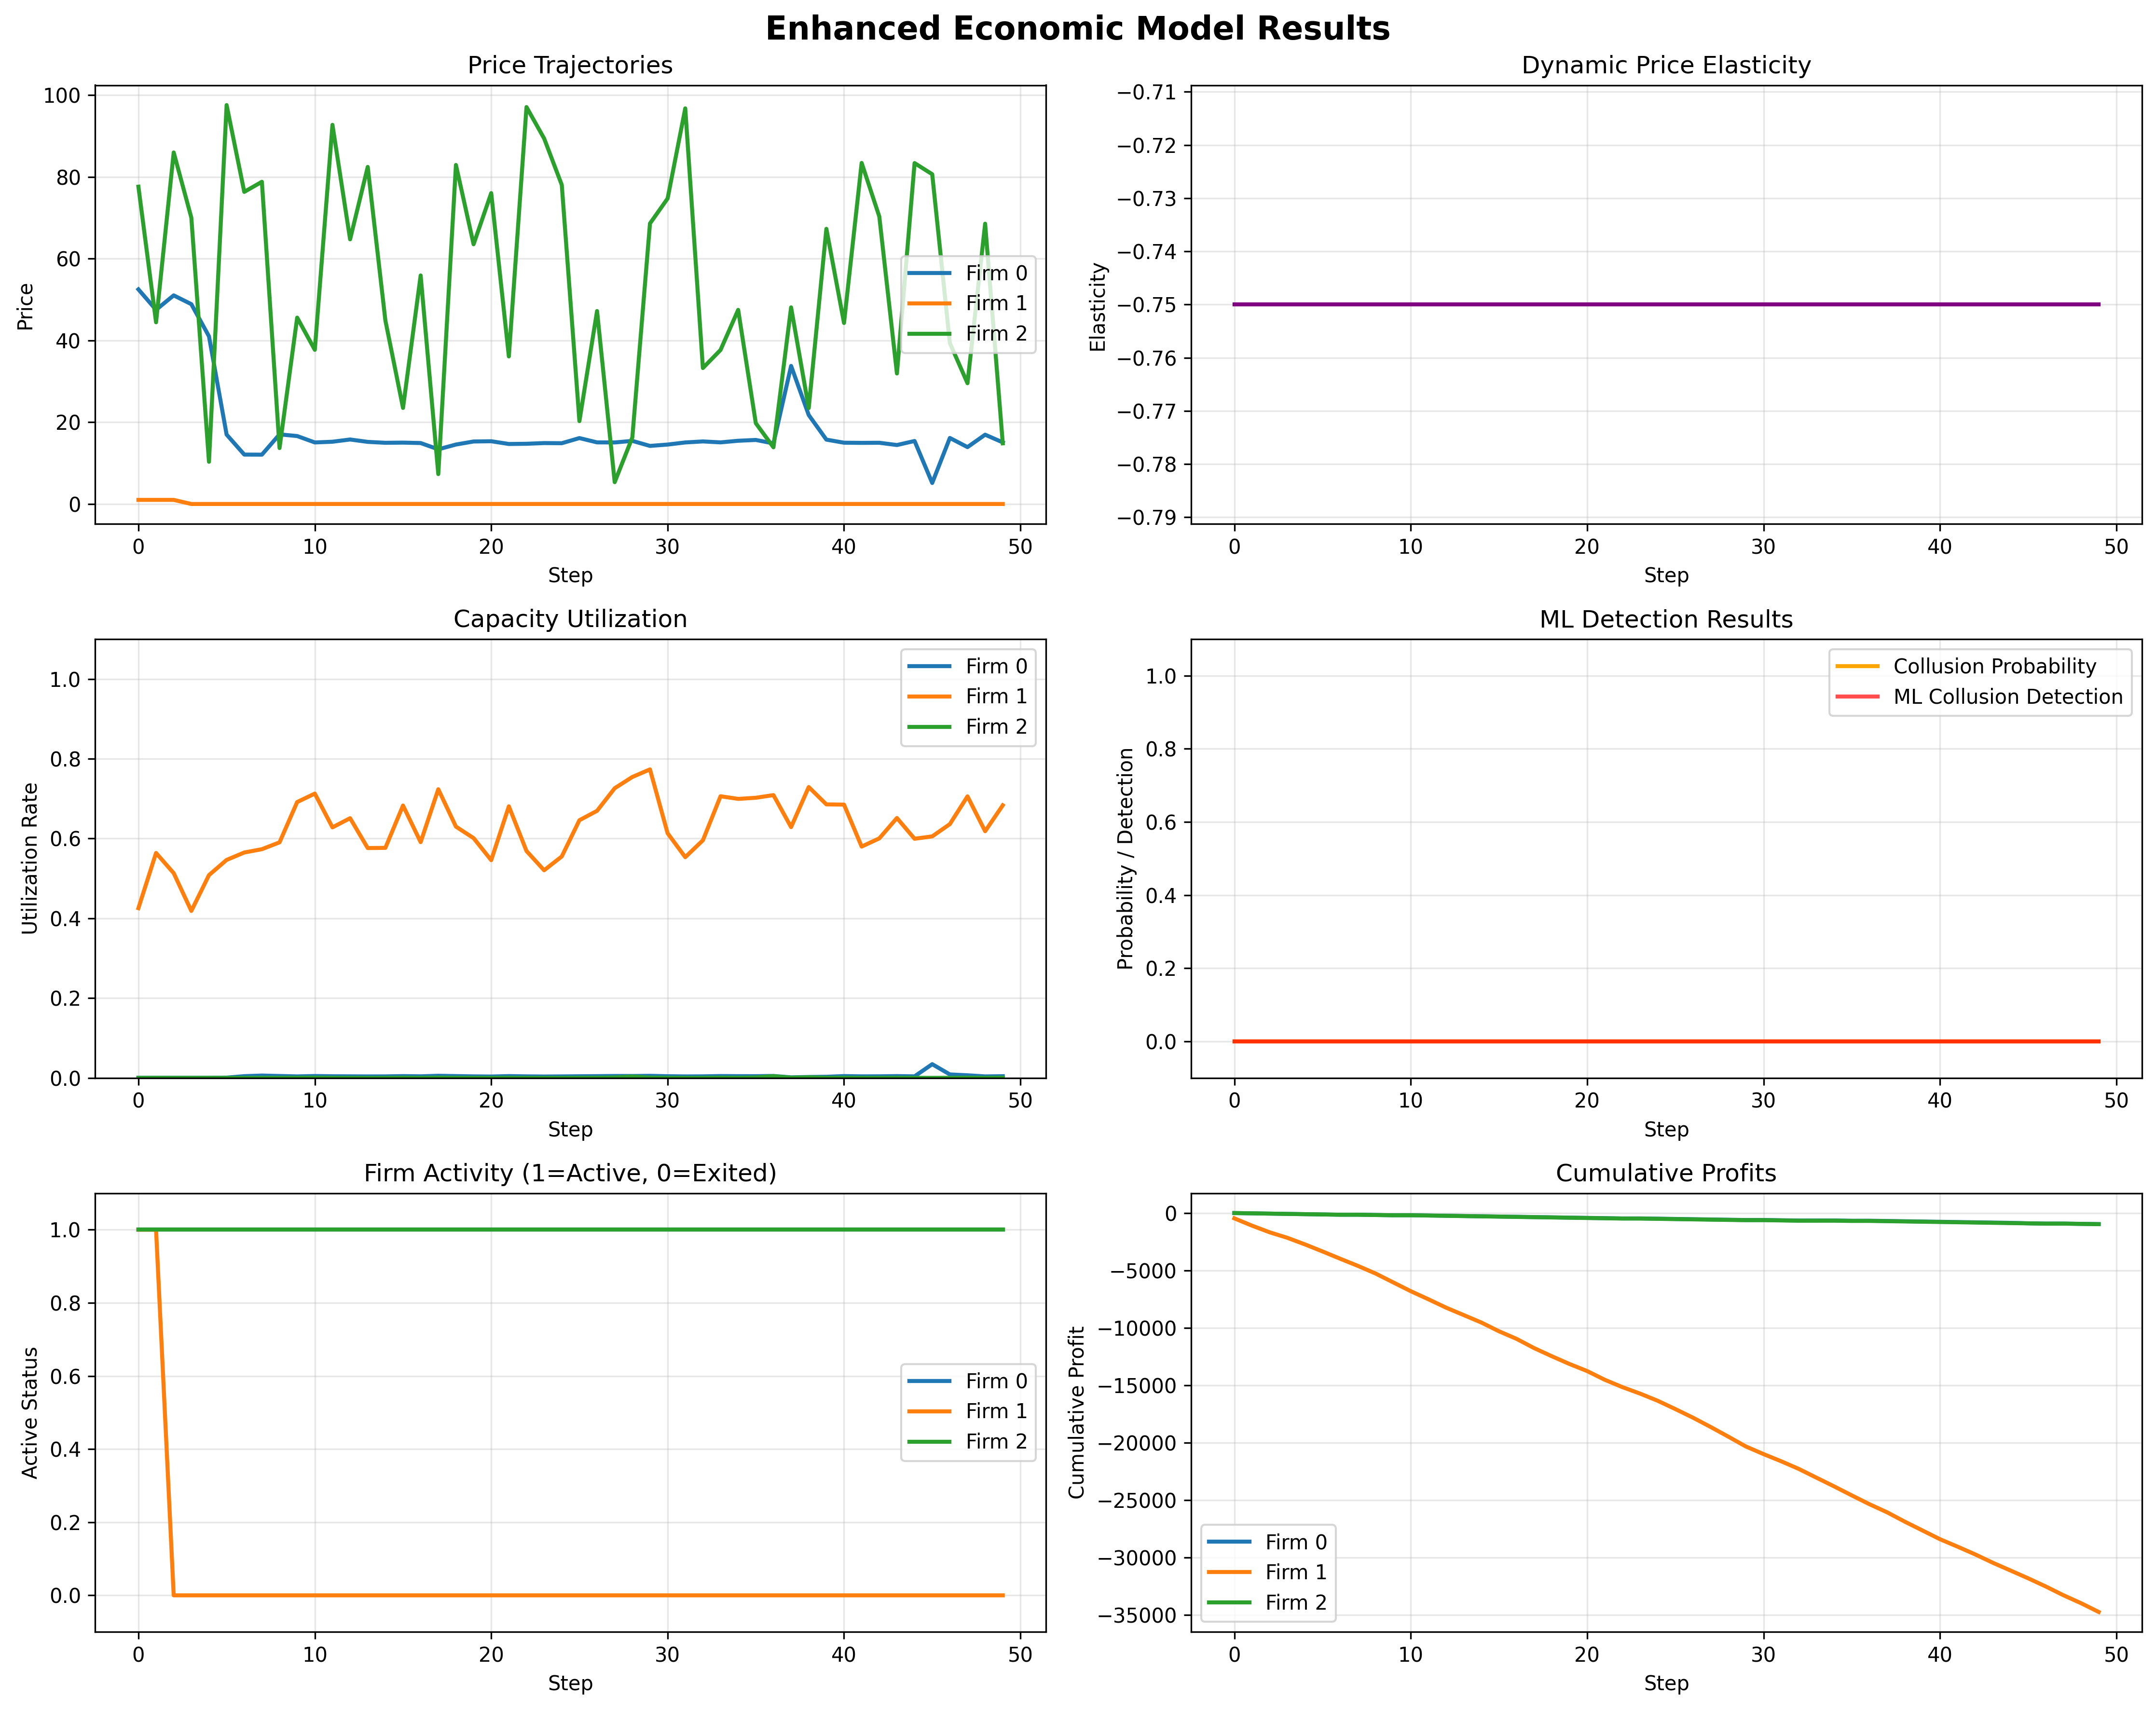 Enhanced Economic Model Results
Price Trajectories
100
80
60
40
20
0
Price
0 10 20 30 40 50
Step
Firm 0
Firm 1
Firm 2
Dynamic Price Elasticity
−0.71
−0.72
−0.73
−0.74
−0.75
−0.76
−0.77
−0.78
−0.79
Elasticity
0 10 20 30 40 50
Step
Capacity Utilization
1.0
0.8
0.6
0.4
0.2
0.0
Utilization Rate
0 10 20 30 40 50
Step
Firm 0
Firm 1
Firm 2
ML Detection Results
1.0
0.8
0.6
0.4
0.2
0.0
Probability / Detection
0 10 20 30 40 50
Step
Collusion Probability
ML Collusion Detection
Firm Activity (1=Active, 0=Exited)
1.0
0.8
0.6
0.4
0.2
0.0
Active Status
0 10 20 30 40 50
Step
Firm 0
Firm 1
Firm 2
Cumulative Profits
0
−5000
−10000
−15000
−20000
−25000
−30000
−35000
Cumulative Profit
0 10 20 30 40 50
Step
Firm 0
Firm 1
Firm 2